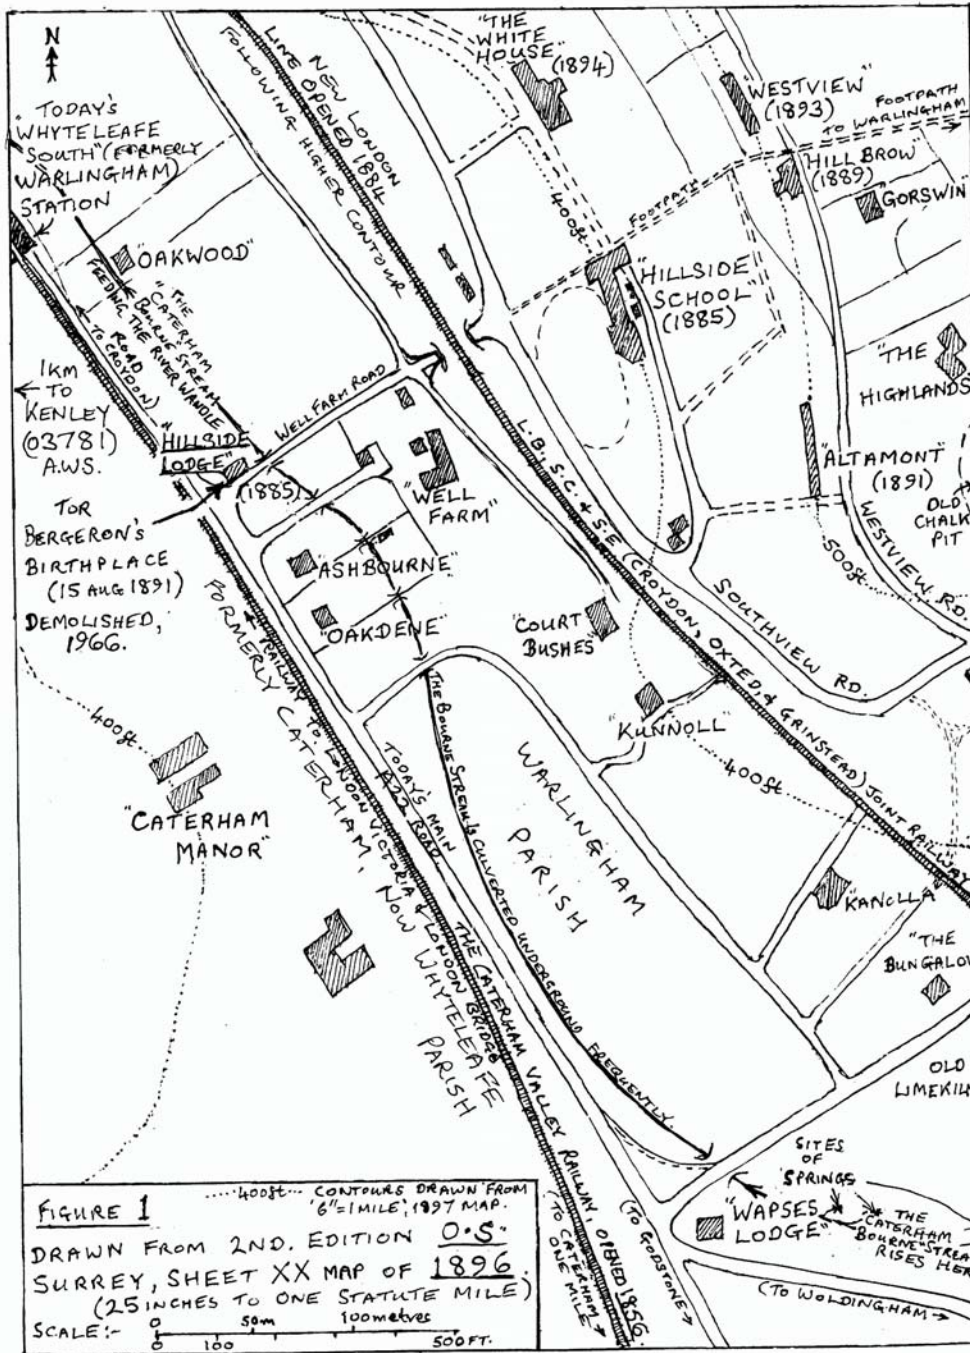 N
"TODAY'S
WHYTELEAFE
SOUTH" (FORMERLY
WARLINGHAM)
STATION
"OAKWOOD"
"THE
CATERHAM
BOURNE" STREAM
FEEDING THE RIVER WANDLE
ROAD
(TO CROYDON)
NEW LONDON
LINE OPENED 1884
FOLLOWING HIGHER CONTOUR
"THE
WHITE
HOUSE"
(1894)
"WESTVIEW"
(1893)
FOOTPATH
TO WARLINGHAM
HILL BROW"
(1889)
"GORSWIN
400ft
FOOTPATH
"HILLSIDE
SCHOOL"
(1885)
"THE
HIGHLANDS
1KM
TO
KENLEY
(03781)
A.W.S.
"HILLSIDE
LODGE"
(1885)
WELL FARM ROAD
"WELL
FARM"
TOR
BERGERON'S
BIRTHPLACE
(15 AUG 1891)
DEMOLISHED,
1966.
"ASHBOURNE"
"OAKDENE"
"ALTAMONT"
(1891)
OLD
CHALK
PIT
500ft
WESTVIEW RD.
SOUTHVIEW RD.
L.B., S.C. & S.E. (CROYDON, OXTED & GRINSTEAD) JOINT RAILWAY
"COURT
BUSHES"
"KUNNOLL"
400ft
400ft
"CATERHAM
MANOR"
RAILWAY TO LONDON VICTORIA & LONDON BRIDGE
FORMERLY CATERHAM, NOW WHYTELEAFE
PARISH
TODAY'S MAIN
A22 ROAD.
THE BOURNE STREAM IS CULVERTED UNDERGROUND FREQUENTLY.
WARLINGHAM
PARISH
THE CATERHAM VALLEY RAILWAY, OPENED 1856.
"KANOLLA"
"THE
BUNGALOW
OLD
LIMEKIL
SITES
OF
SPRINGS
"WAPSES
LODGE"
THE
"CATERHAM
BOURNE" STREA
RISES HER
(TO WOLDINGHAM)
(TO GODSTONE)
(TO CATERHAM
ONE MILE)
FIGURE 1
400ft CONTOURS DRAWN FROM
"6"=1 MILE", 1897 MAP.
DRAWN FROM 2ND. EDITION O.S.
SURREY, SHEET XX MAP OF 1896.
(25 INCHES TO ONE STATUTE MILE)
SCALE:-
0 50m 100metres
0 100 500FT.